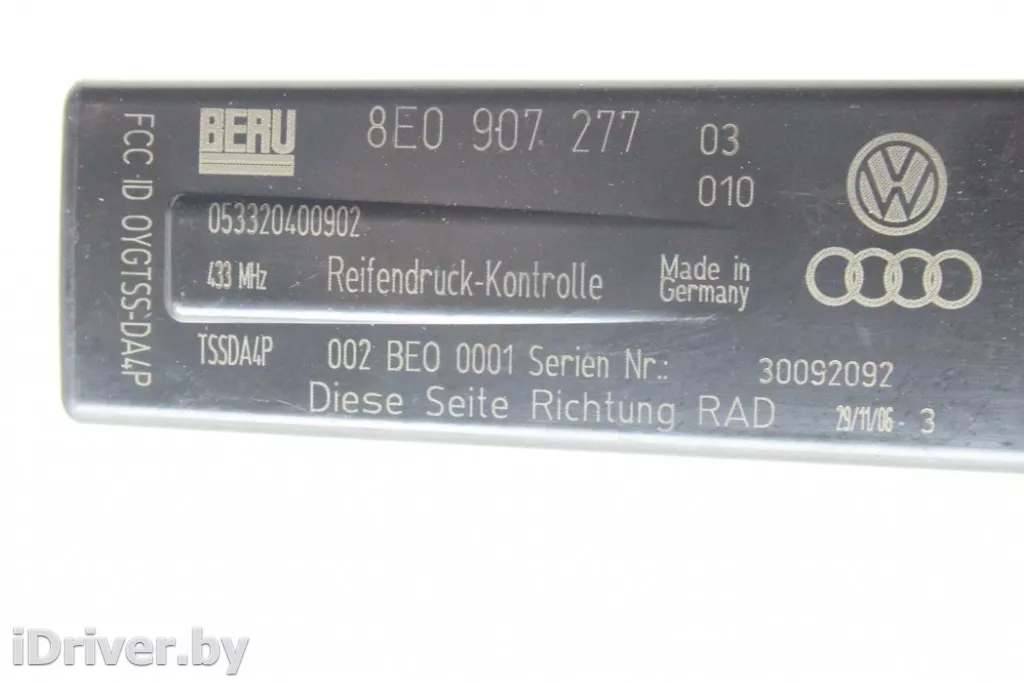 BERU 8E0 907 277 03
010
FCC ID OYGTSS-DA4P
053320400902
433 MHz Reifendruck-Kontrolle Made in
Germany
TSSDA4P 002 BE0 0001 Serien Nr.: 30092092
Diese Seite Richtung RAD 29/11/06 - 3
iDriver.by